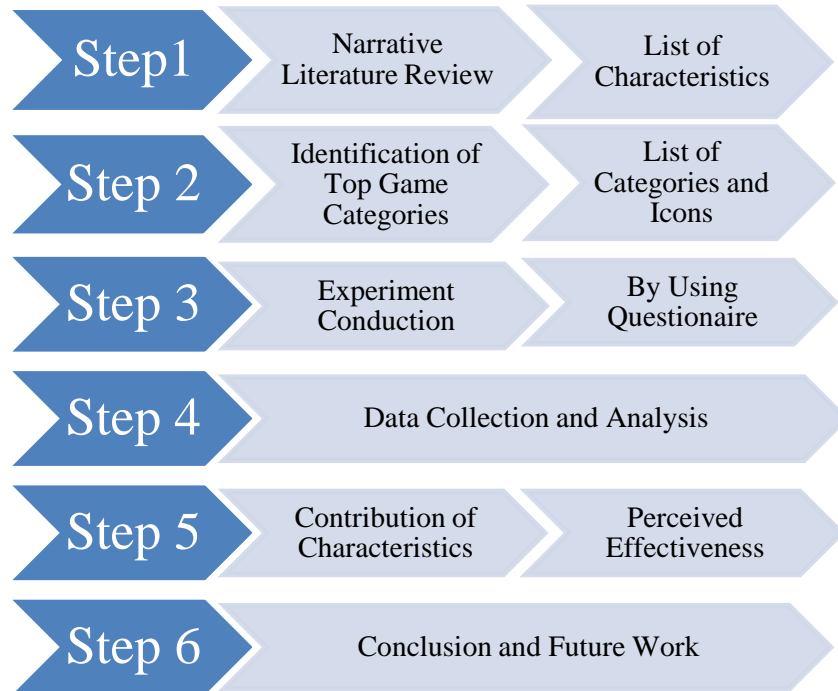 Step1
Narrative
Literature Review
List of
Characteristics
Step 2
Identification of
Top Game
Categories
List of
Categories and
Icons
Step 3
Experiment
Conduction
By Using
Questionaire
Step 4
Data Collection and Analysis
Step 5
Contribution of
Characteristics
Perceived
Effectiveness
Step 6
Conclusion and Future Work